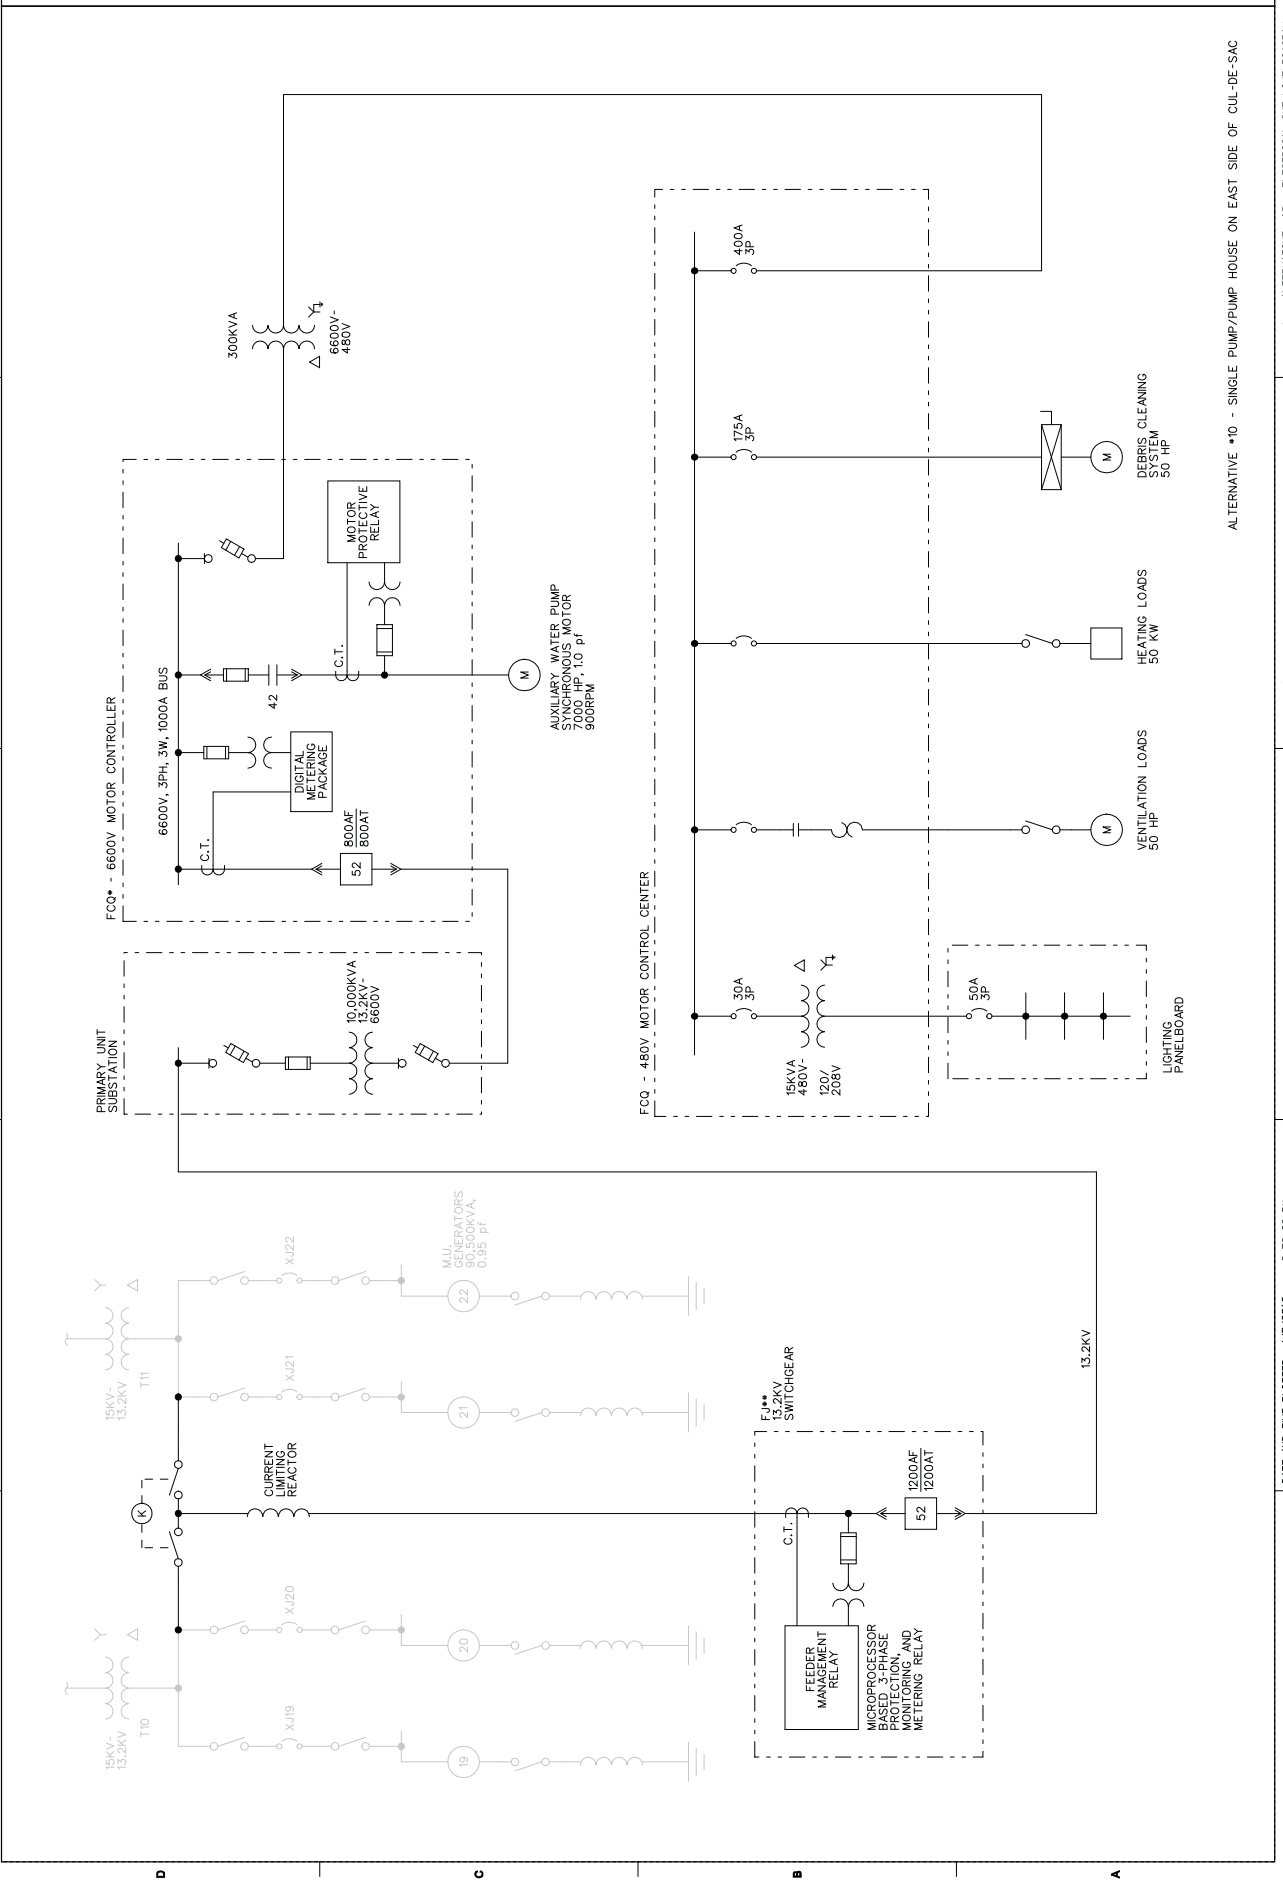 15KV-
13.2KV
T10
XJ19
XJ20
19
20
K
CURRENT
LIMITING
REACTOR
15KV-
13.2KV
T11
XJ21
XJ22
21
22
M.U.
GENERATORS
90,500KVA,
0.95 pf
PRIMARY UNIT
SUBSTATION
10,000KVA
13.2KV-
6600V
FCQ* - 6600V MOTOR CONTROLLER
6600V, 3PH, 3W, 1000A BUS
C.T.
52
800AF
800AT
DIGITAL
METERING
PACKAGE
42
C.T.
MOTOR
PROTECTIVE
RELAY
M
AUXILIARY WATER PUMP
SYNCHRONOUS MOTOR
7000 HP, 1.0 pf
900RPM
300KVA
6600V-
480V
FJ**
13.2KV
SWITCHGEAR
C.T.
FEEDER
MANAGEMENT
RELAY
MICROPROCESSOR
BASED 3-PHASE
PROTECTION,
MONITORING AND
METERING RELAY
52
1200AF
1200AT
13.2KV
FCQ - 480V MOTOR CONTROL CENTER
30A
3P
15KVA
480V-
120/
208V
50A
3P
LIGHTING
PANELBOARD
M
VENTILATION LOADS
50 HP
HEATING LOADS
50 KW
175A
3P
M
DEBRIS CLEANING
SYSTEM
50 HP
400A
3P
ALTERNATIVE *10 - SINGLE PUMP/PUMP HOUSE ON EAST SIDE OF CUL-DE-SAC
D
C
B
A